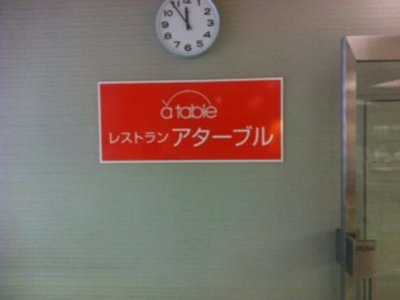 à table
レストラン アターブル